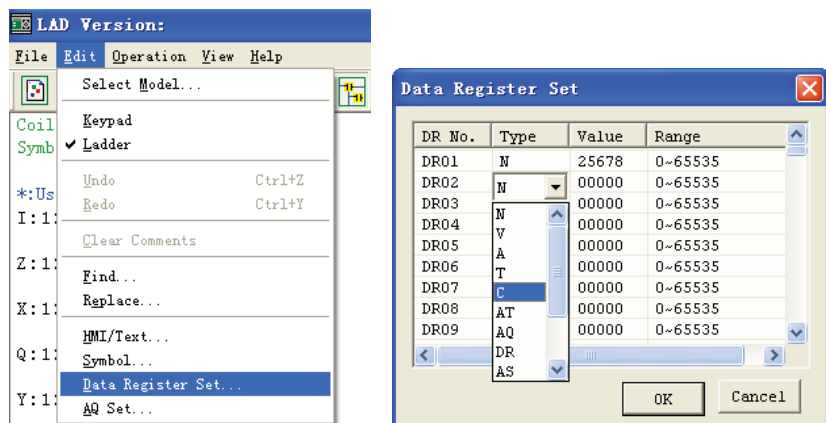 LAD Version:
File Edit Operation View Help
Select Model...
Keypad
✔ Ladder
Undo Ctrl+Z
Redo Ctrl+Y
Clear Comments
Find...
Replace...
HMI/Text...
Symbol...
Data Register Set...
AQ Set...
Coil
Symb
*:Us
I:1
Z:1
X:1
Q:1
Y:1
Data Register Set
DR No. Type Value Range
DR01 N 25678 0~65535
DR02 N 00000 0~65535
DR03 N 00000 0~65535
DR04 V 00000 0~65535
DR05 A 00000 0~65535
DR06 T 00000 0~65535
DR07 C 00000 0~65535
DR08 AT 00000 0~65535
DR09 AQ 00000 0~65535
DR
AS
OK Cancel